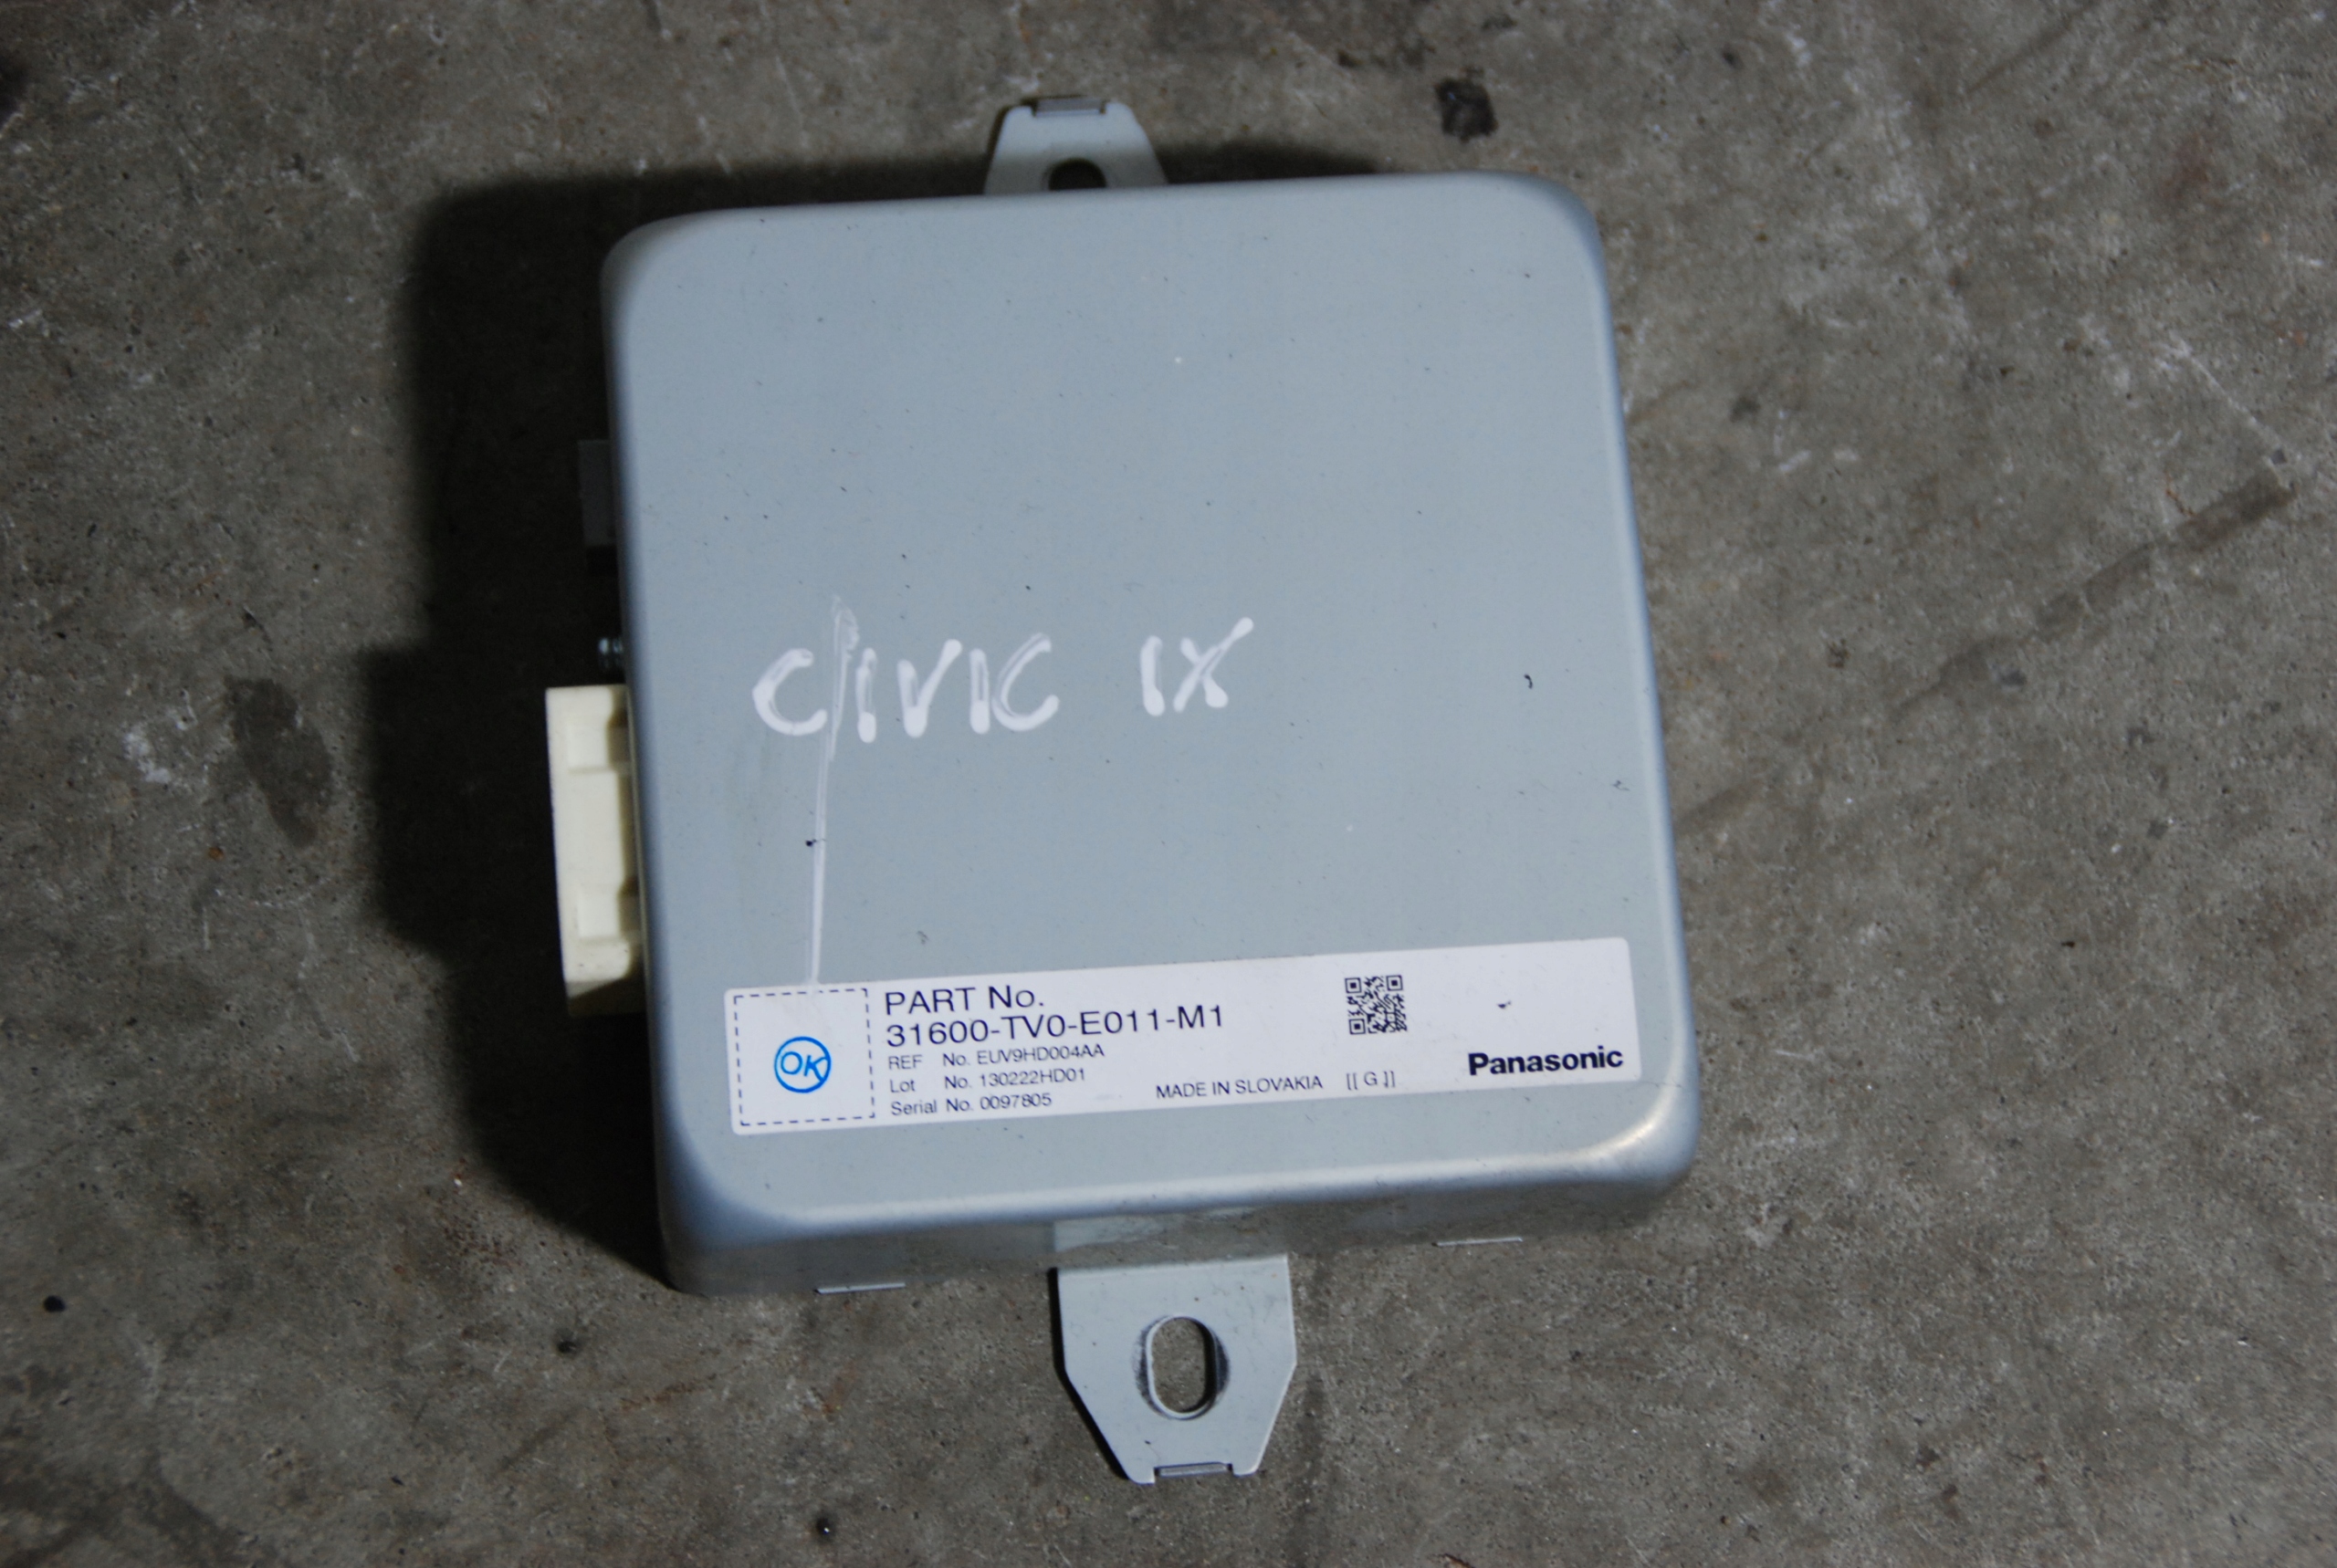 CIVIC IX
PART No.
31600-TV0-E011-M1
REF No. EUV9HD004AA
Lot No. 130222HD01
Serial No. 0097805
MADE IN SLOVAKIA [[ G ]]
Panasonic
OK